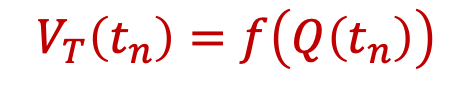 V_T(t_n) = f(Q(t_n))